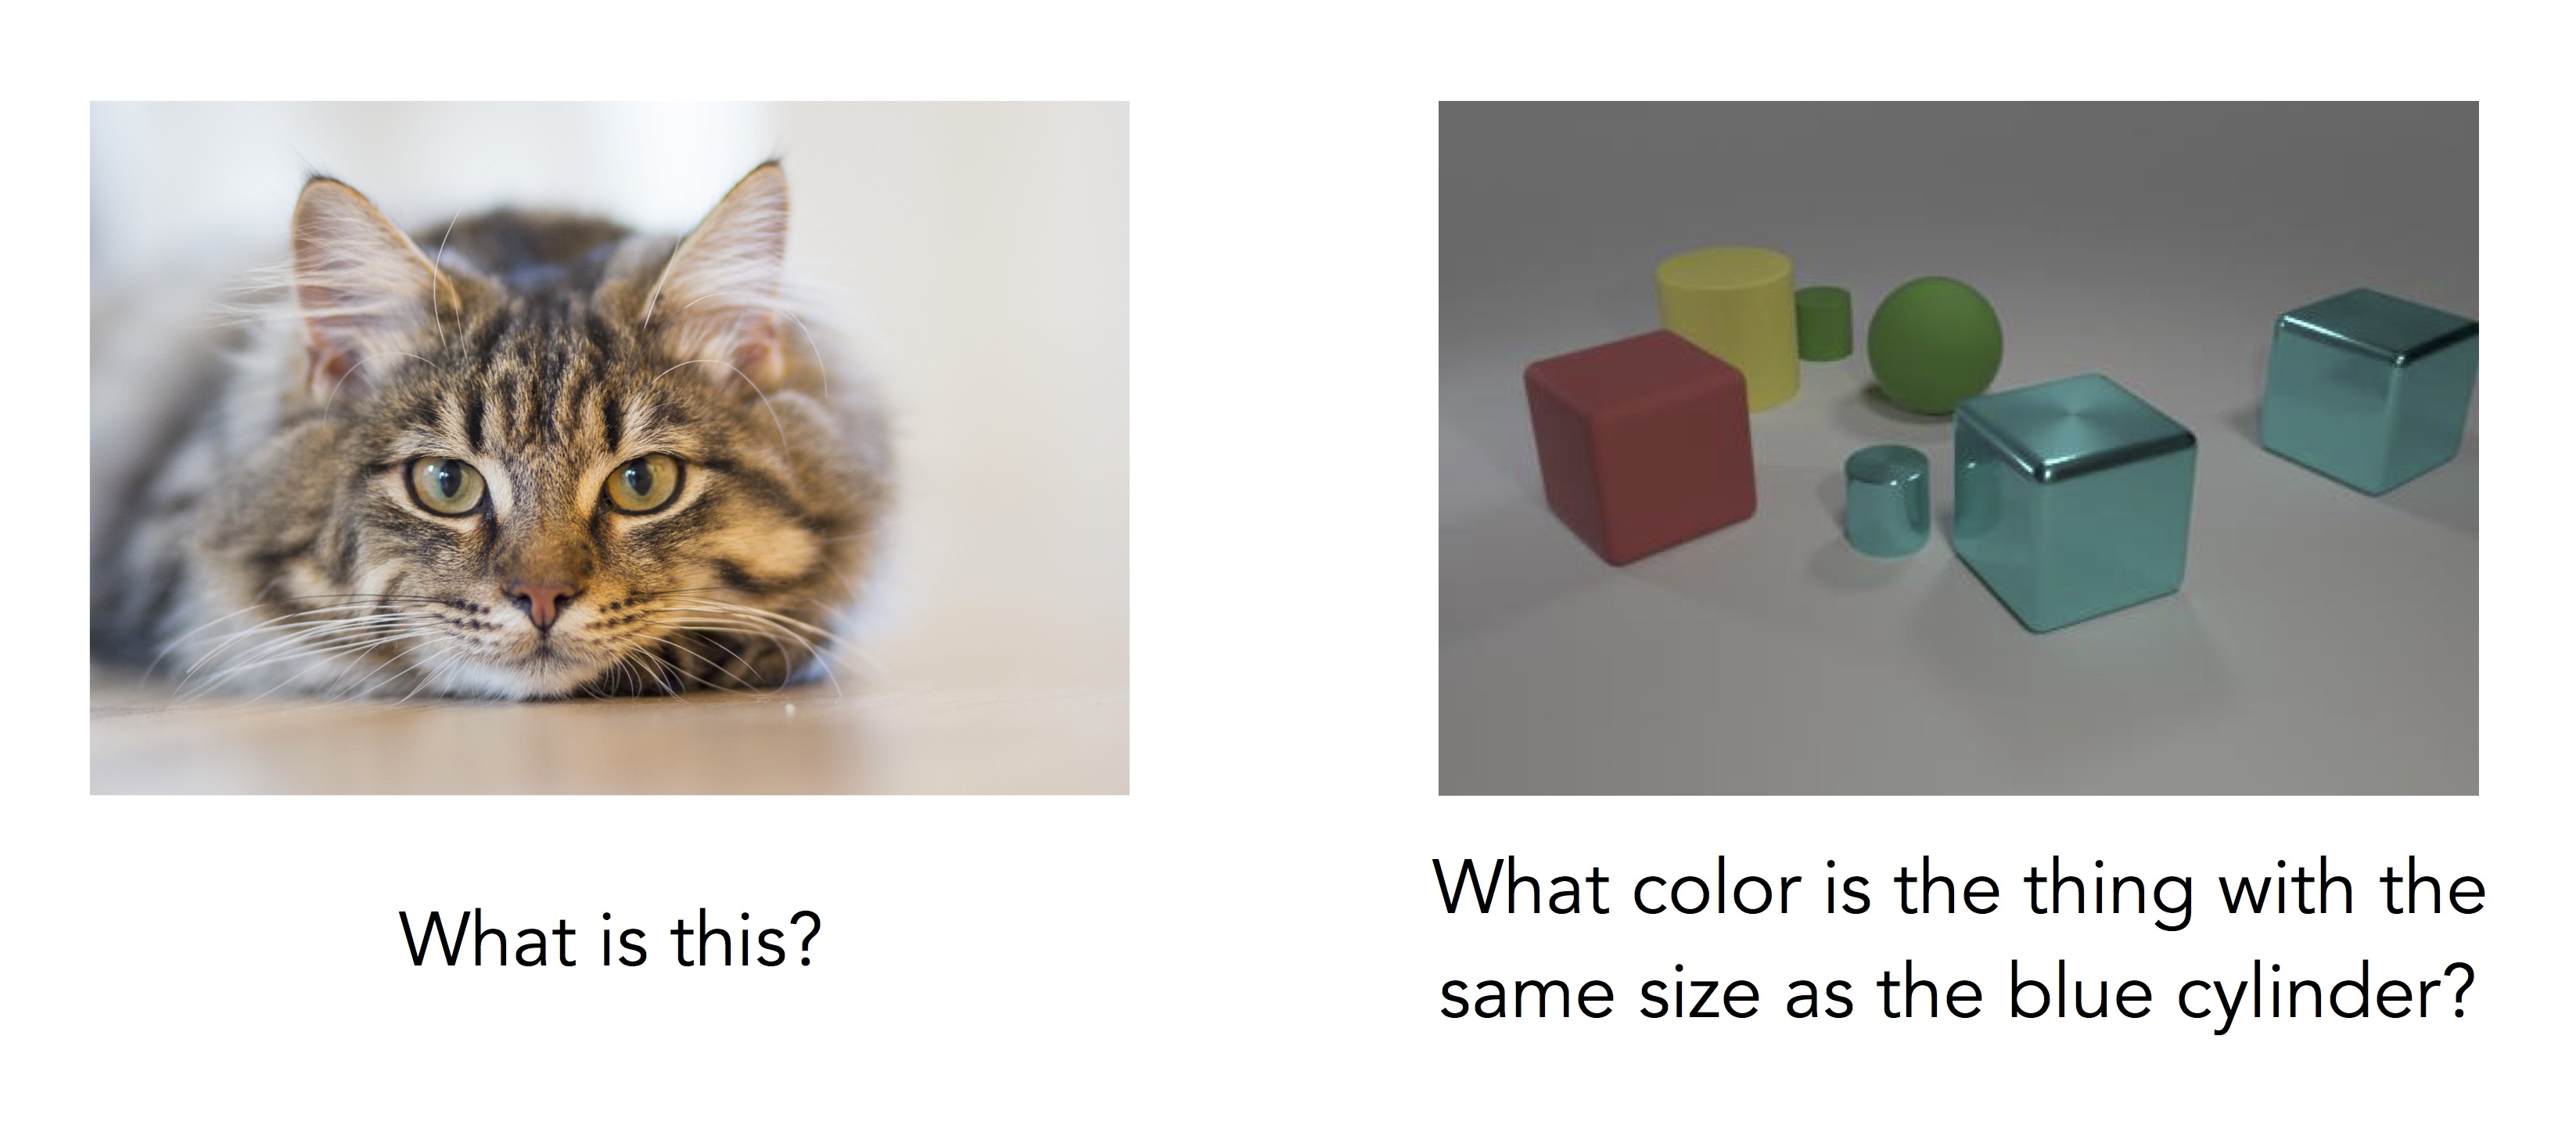 What is this?
What color is the thing with the
same size as the blue cylinder?